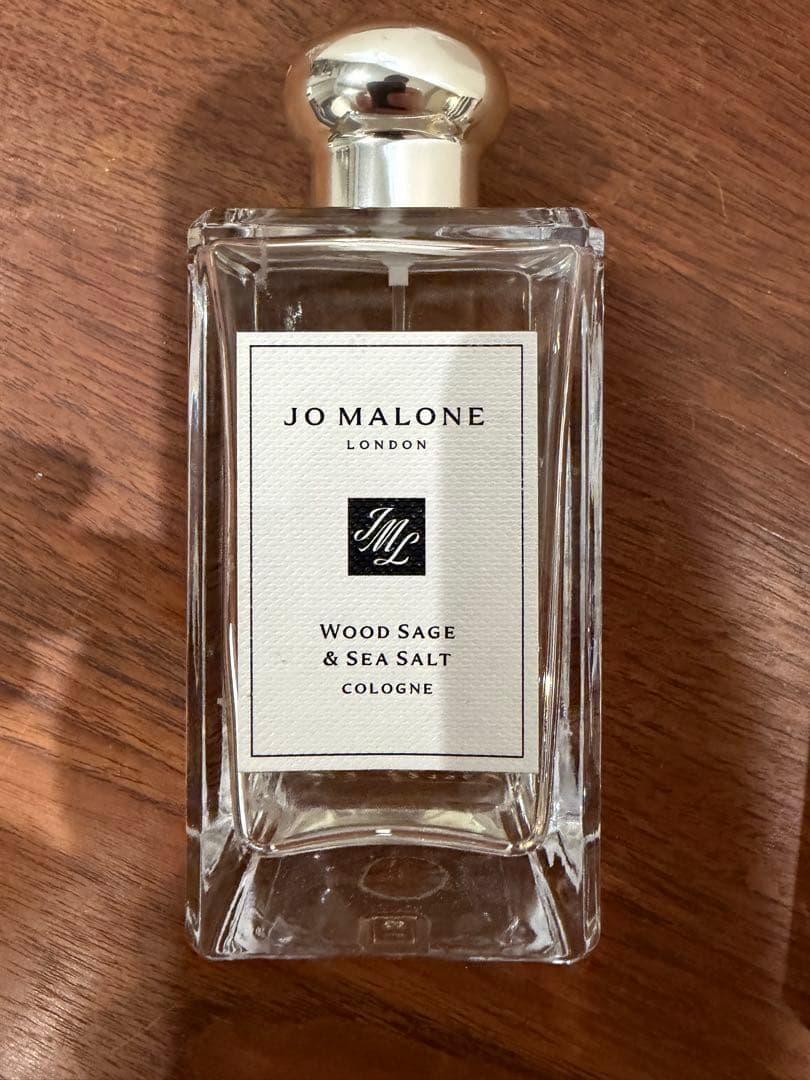 JO MALONE
LONDON
JML
WOOD SAGE
& SEA SALT
COLOGNE